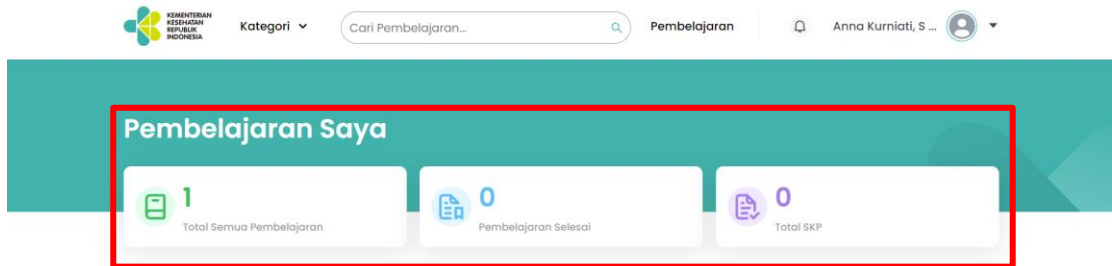 KEMENTERIAN
KESEHATAN
REPUBLIK
INDONESIA
Kategori
Cari Pembelajaran...
Pembelajaran
Anna Kurniati, S ...
Pembelajaran Saya
1
Total Semua Pembelajaran
0
Pembelajaran Selesai
0
Total SKP